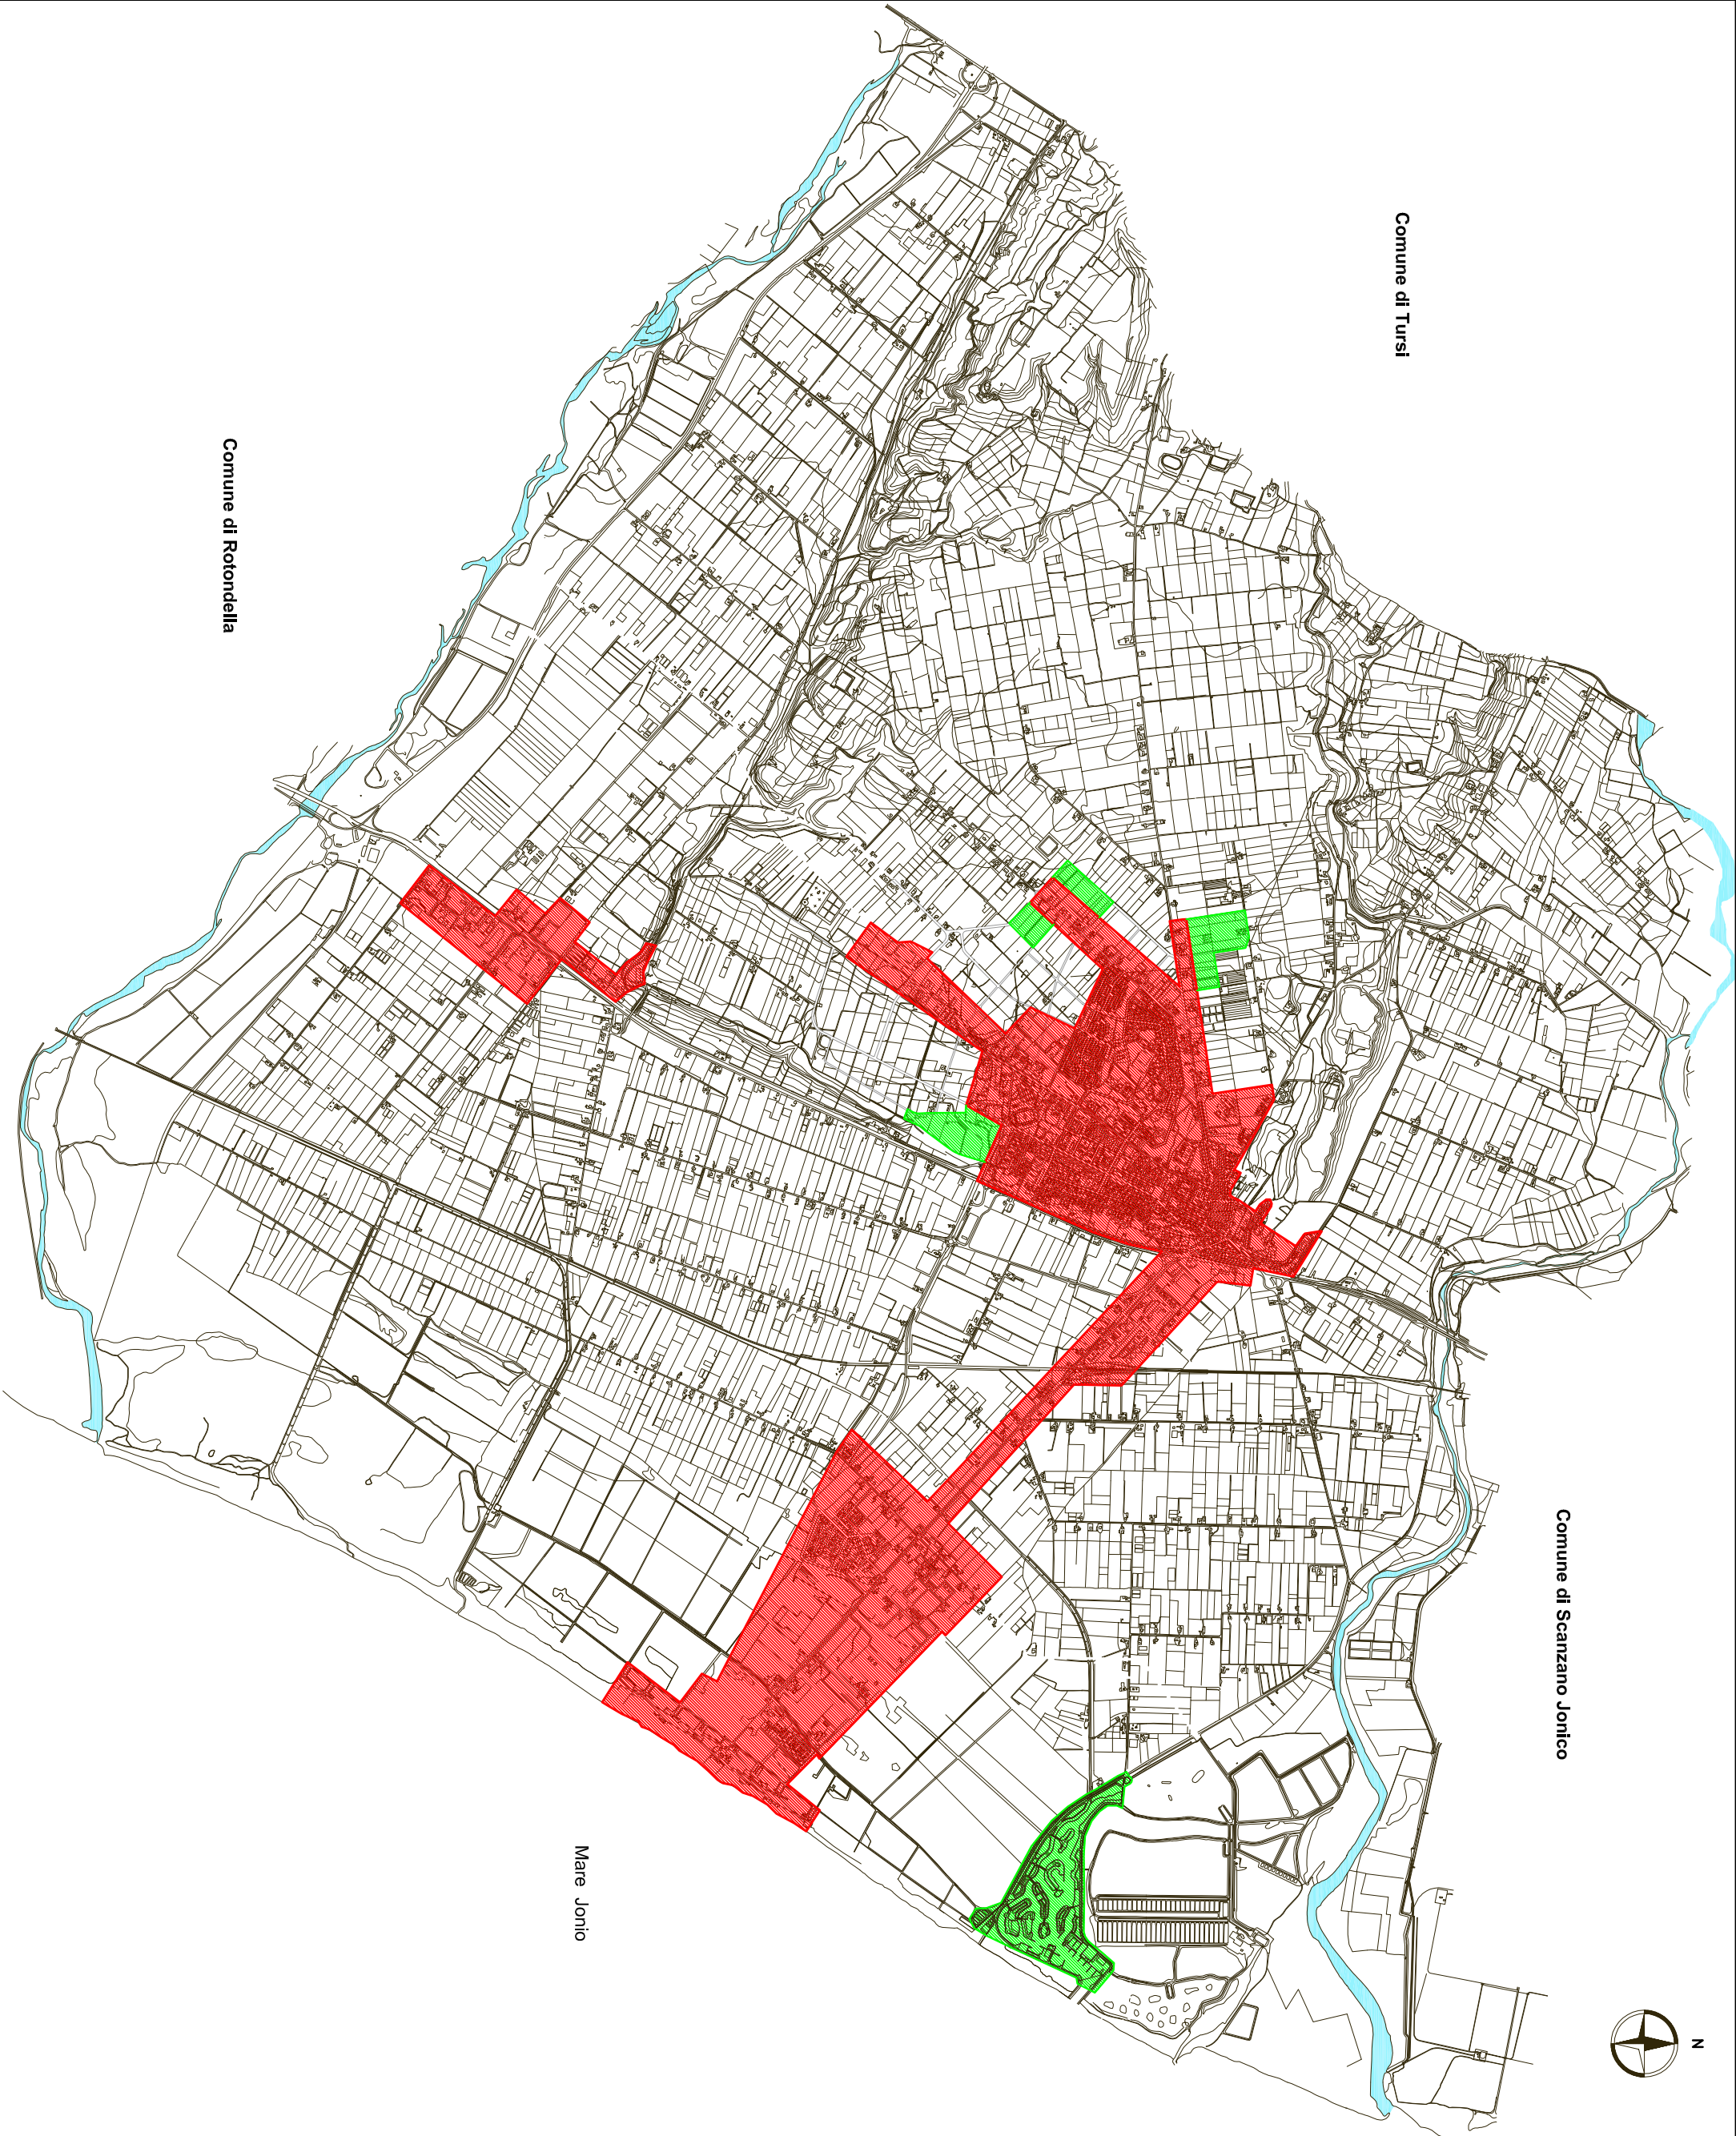 Comune di Tursi
Comune di Rotondella
Comune di Scanzano Jonico
Mare Jonio
N